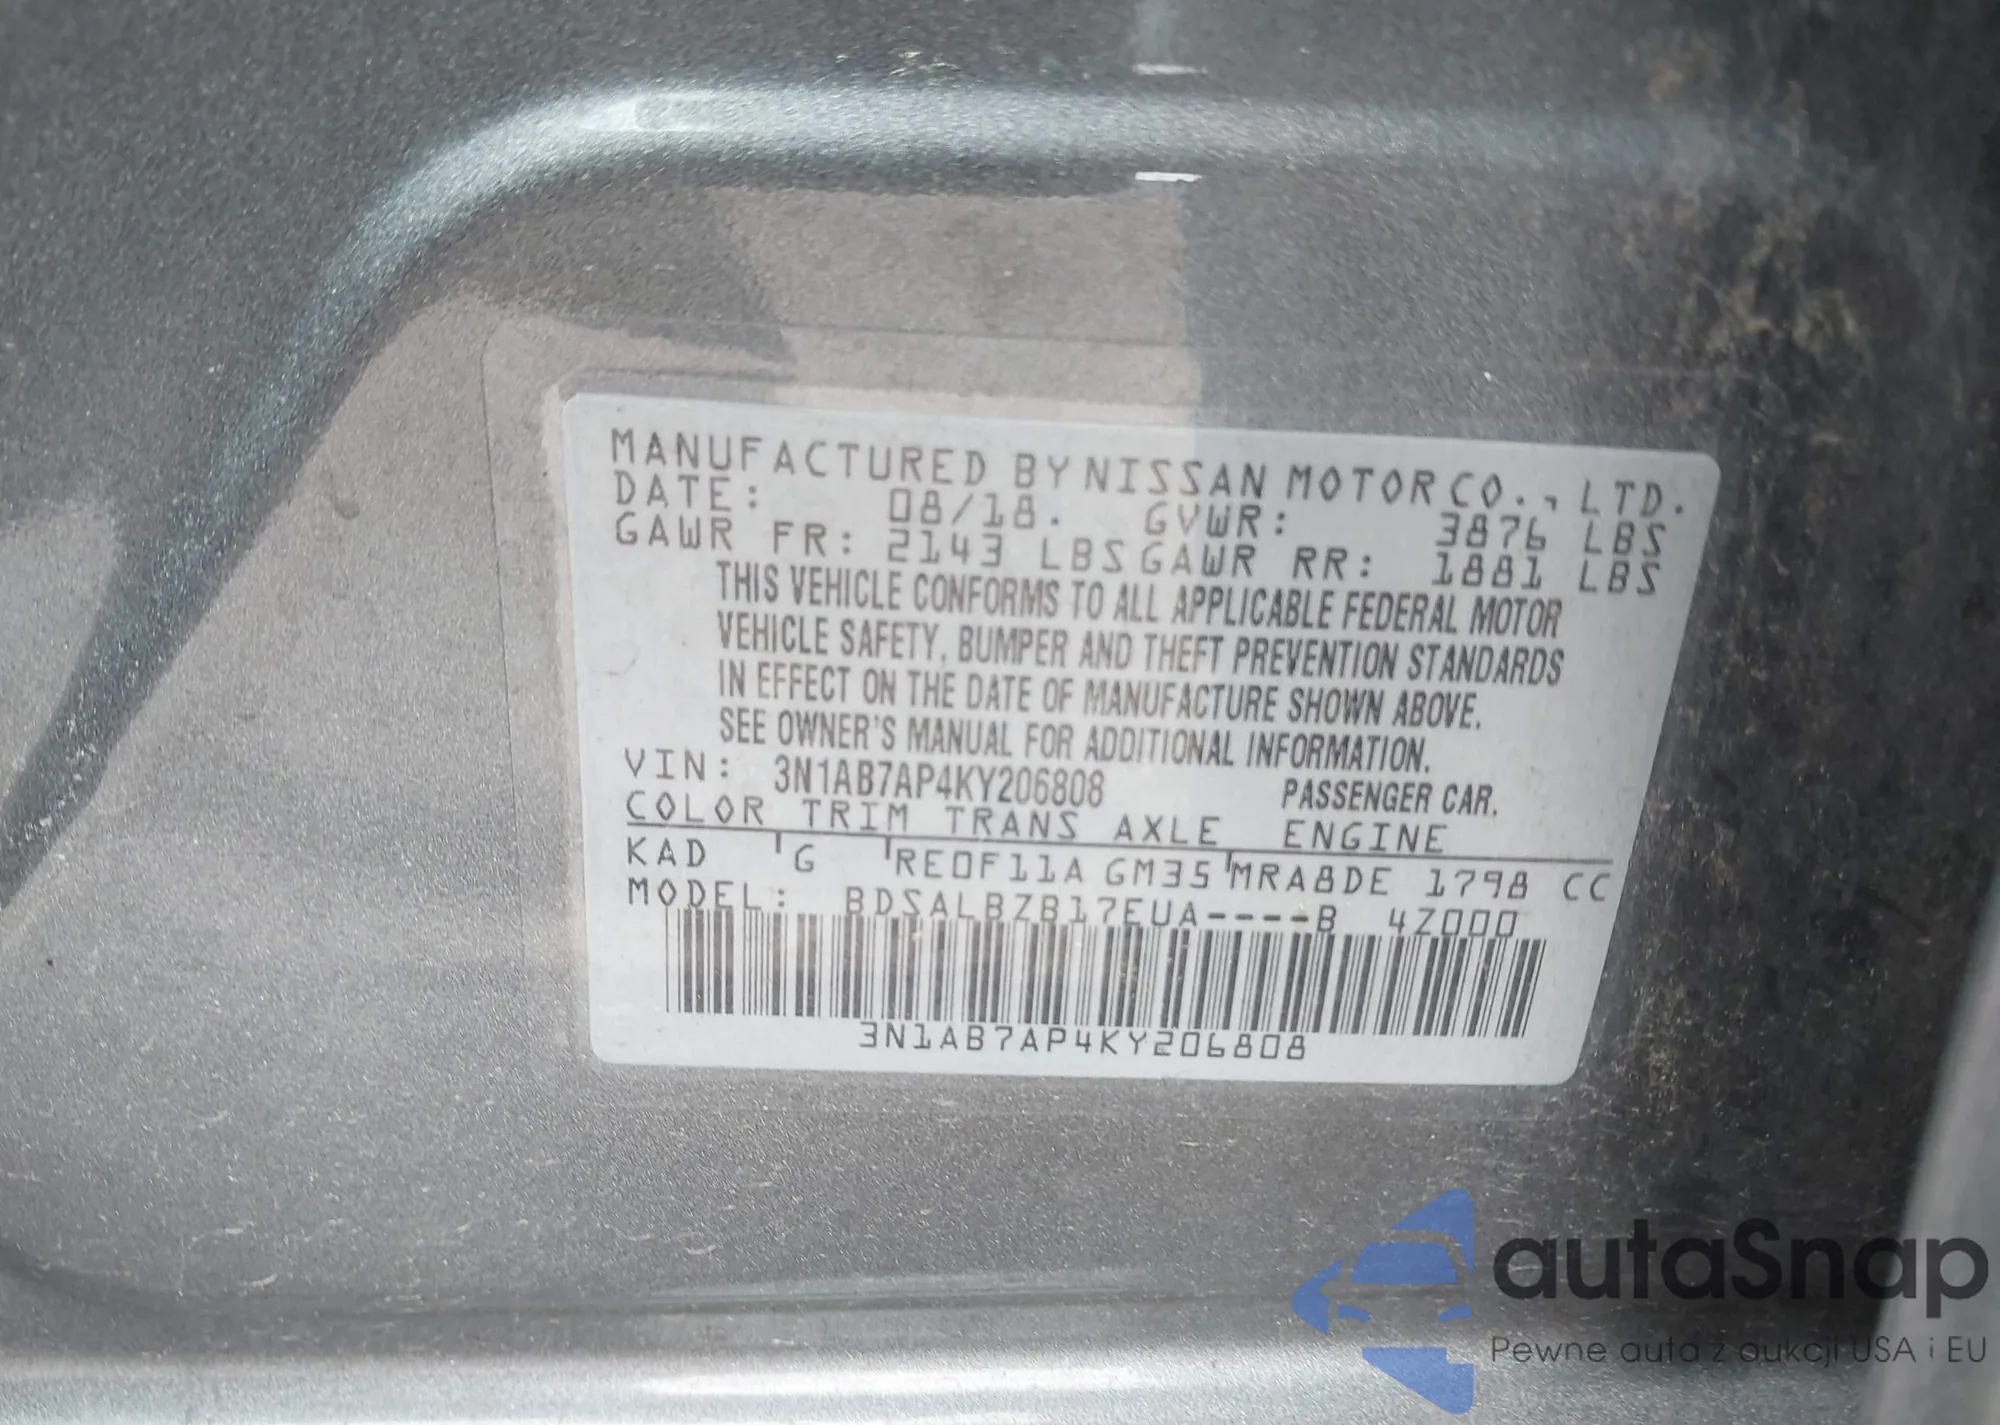 MANUFACTURED BY NISSAN MOTOR CO., LTD.
DATE: 08/18. GVWR: 3876 LBS
GAWR FR: 2143 LBS GAWR RR: 1881 LBS
THIS VEHICLE CONFORMS TO ALL APPLICABLE FEDERAL MOTOR
VEHICLE SAFETY, BUMPER AND THEFT PREVENTION STANDARDS
IN EFFECT ON THE DATE OF MANUFACTURE SHOWN ABOVE.
SEE OWNER'S MANUAL FOR ADDITIONAL INFORMATION.
VIN: 3N1AB7AP4KY206808 PASSENGER CAR.
COLOR TRIM TRANS AXLE ENGINE
KAD G RE0F11A GM35 MRA8DE 1798 CC
MODEL: BDSALBZB17EUA----B 4Z000
3N1AB7AP4KY206808
autaSnap
Pewne auta z aukcji USA i EU